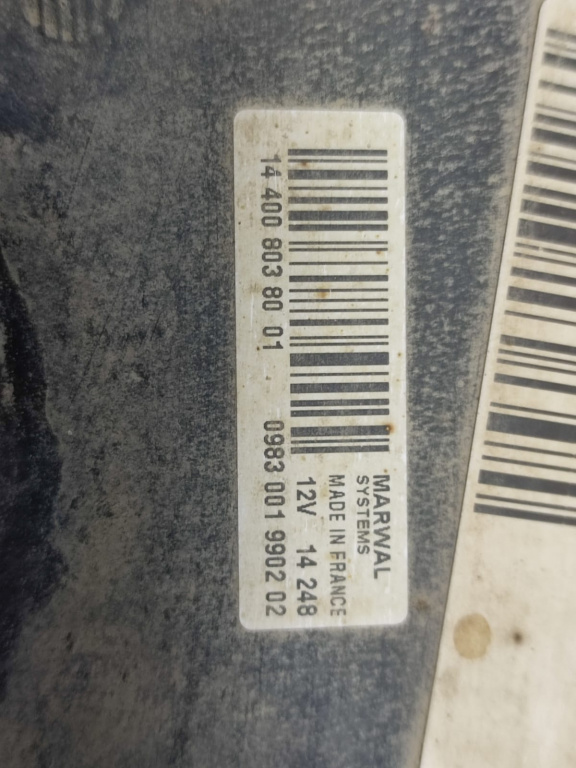 MARWAL
SYSTEMS
MADE IN FRANCE
12V 14 248
14 400 803 80 01 0983 001 9902 02